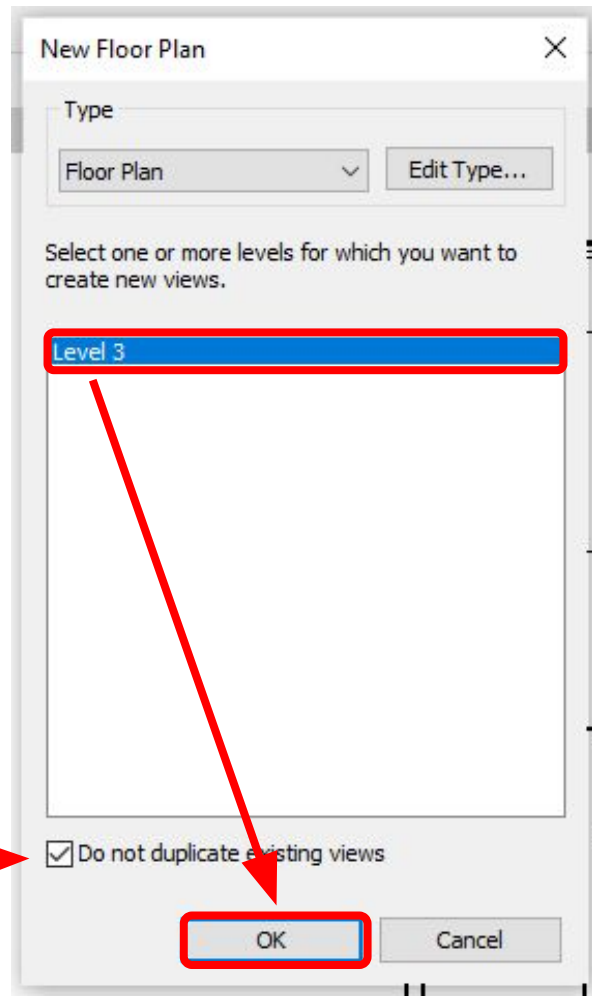 New Floor Plan
Type
Floor Plan
Edit Type...
Select one or more levels for which you want to
create new views.
Level 3
Do not duplicate existing views
OK
Cancel